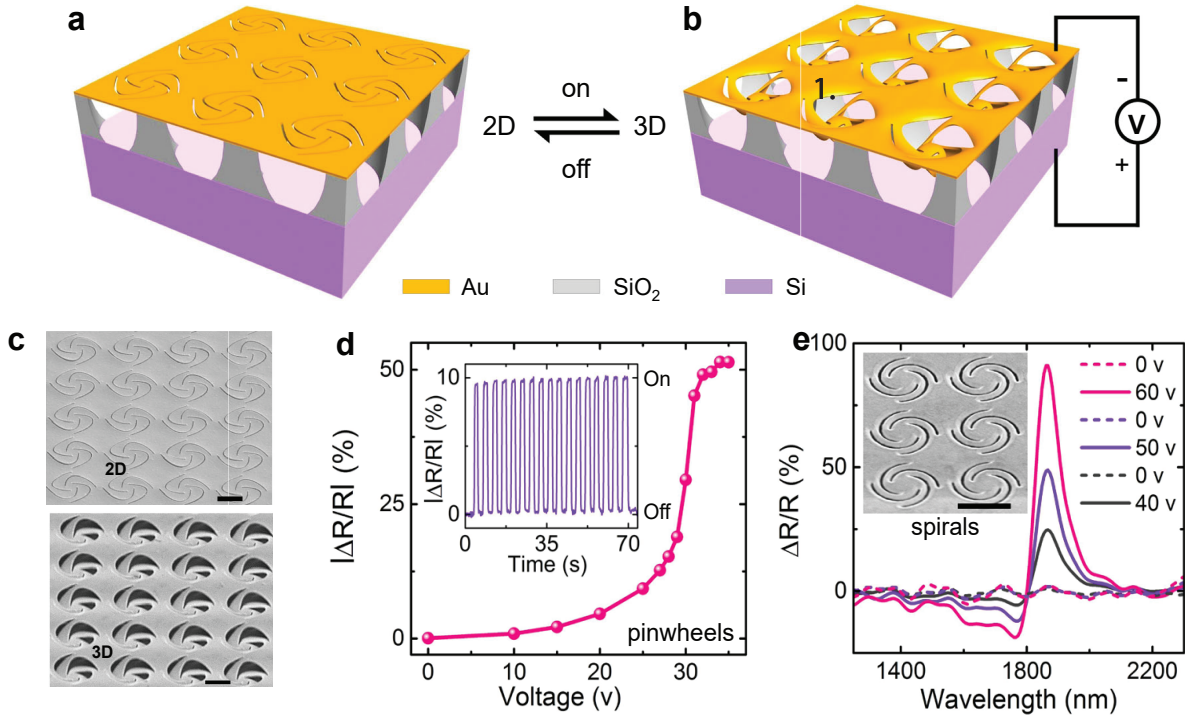 a
b
1.
on
2D
3D
off
-
V
+
Au
SiO₂
Si
c
2D
3D
d
|ΔR/R| (%)
50
25
0
|ΔR/R| (%)
10
0
On
Off
0
35
70
Time (s)
pinwheels
0
10
20
30
Voltage (v)
e
ΔR/R (%)
100
50
0
spirals
0 v
60 v
0 v
50 v
0 v
40 v
1400
1800
2200
Wavelength (nm)